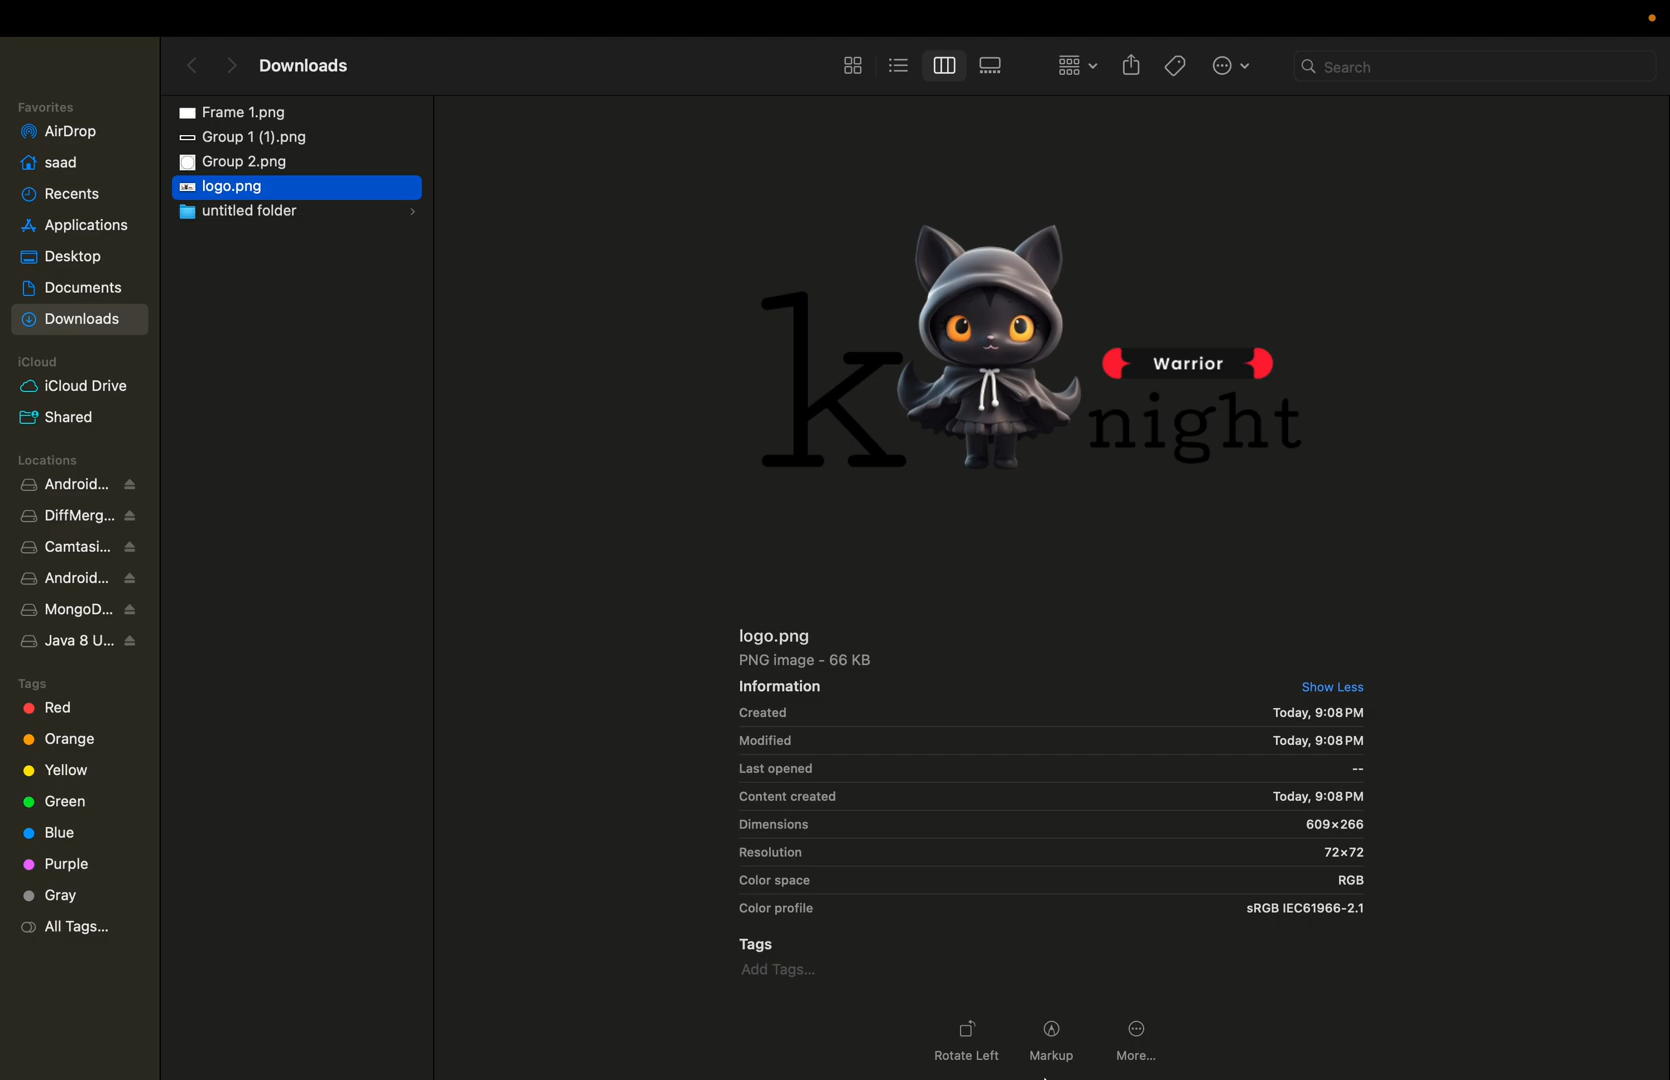 Downloads
Search
Favorites
AirDrop
saad
Recents
Applications
Desktop
Documents
Downloads
iCloud
iCloud Drive
Shared
Locations
Android...
DiffMerg...
Camtasi...
Android...
MongoD...
Java 8 U...
Tags
Red
Orange
Yellow
Green
Blue
Purple
Gray
All Tags...
Frame 1.png
Group 1 (1).png
Group 2.png
logo.png
untitled folder
k
Warrior
night
logo.png
PNG image - 66 KB
Information Show Less
Created Today, 9:08 PM
Modified Today, 9:08 PM
Last opened --
Content created Today, 9:08 PM
Dimensions 609×266
Resolution 72×72
Color space RGB
Color profile sRGB IEC61966-2.1
Tags
Add Tags...
Rotate Left Markup More...